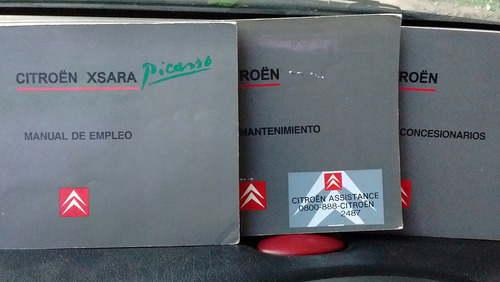 CITROËN XSARA Picasso
MANUAL DE EMPLEO
ROËN
MANTENIMIENTO
CITROËN ASSISTANCE
0800-888-CITROËN
2487
ROËN
CONCESIONARIOS